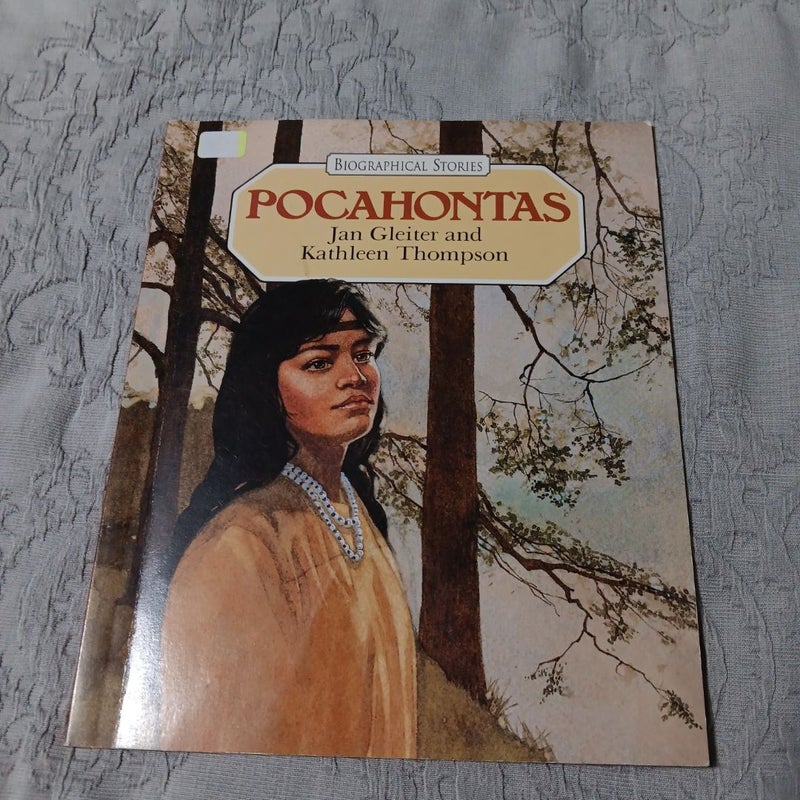 BIOGRAPHICAL STORIES
POCAHONTAS
Jan Gleiter and
Kathleen Thompson